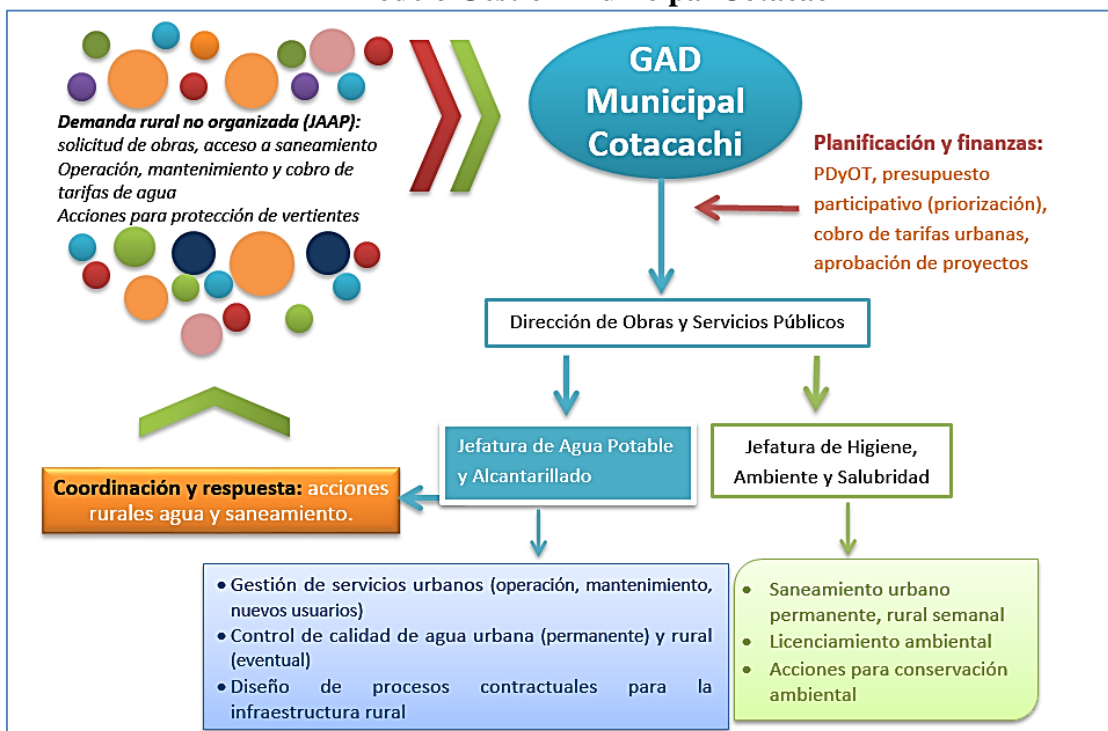 GAD
Municipal
Cotacachi
Demanda rural no organizada (JAAP):
solicitud de obras, acceso a saneamiento
Operación, mantenimiento y cobro de
tarifas de agua
Acciones para protección de vertientes
Planificación y finanzas:
PDyOT, presupuesto
participativo (priorización),
cobro de tarifas urbanas,
aprobación de proyectos
Dirección de Obras y Servicios Públicos
Jefatura de Agua Potable
y Alcantarillado
Jefatura de Higiene,
Ambiente y Salubridad
Coordinación y respuesta: acciones
rurales agua y saneamiento.
• Gestión de servicios urbanos (operación, mantenimiento,
nuevos usuarios)
• Control de calidad de agua urbana (permanente) y rural
(eventual)
• Diseño de procesos contractuales para la
infraestructura rural
• Saneamiento urbano
permanente, rural semanal
• Licenciamiento ambiental
• Acciones para conservación
ambiental